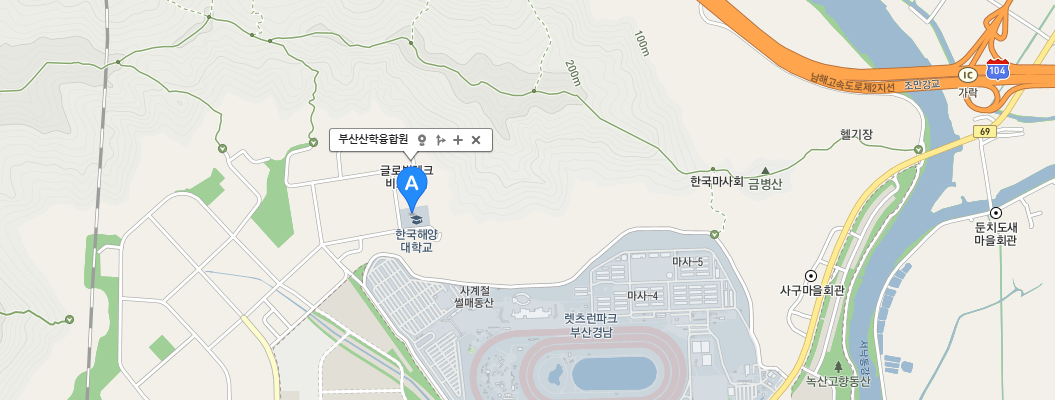 100m
200m
남해고속도로제2지선
조만강교
IC
104
가락
69
부산산학융합원
헬기장
한국마사회
금병산
A
한국해양
대학교
둔치도새
마을회관
마사-5
사구마을회관
사계절
썰매동산
마사-4
렛츠런파크
부산경남
서낙동강
녹산고향동산